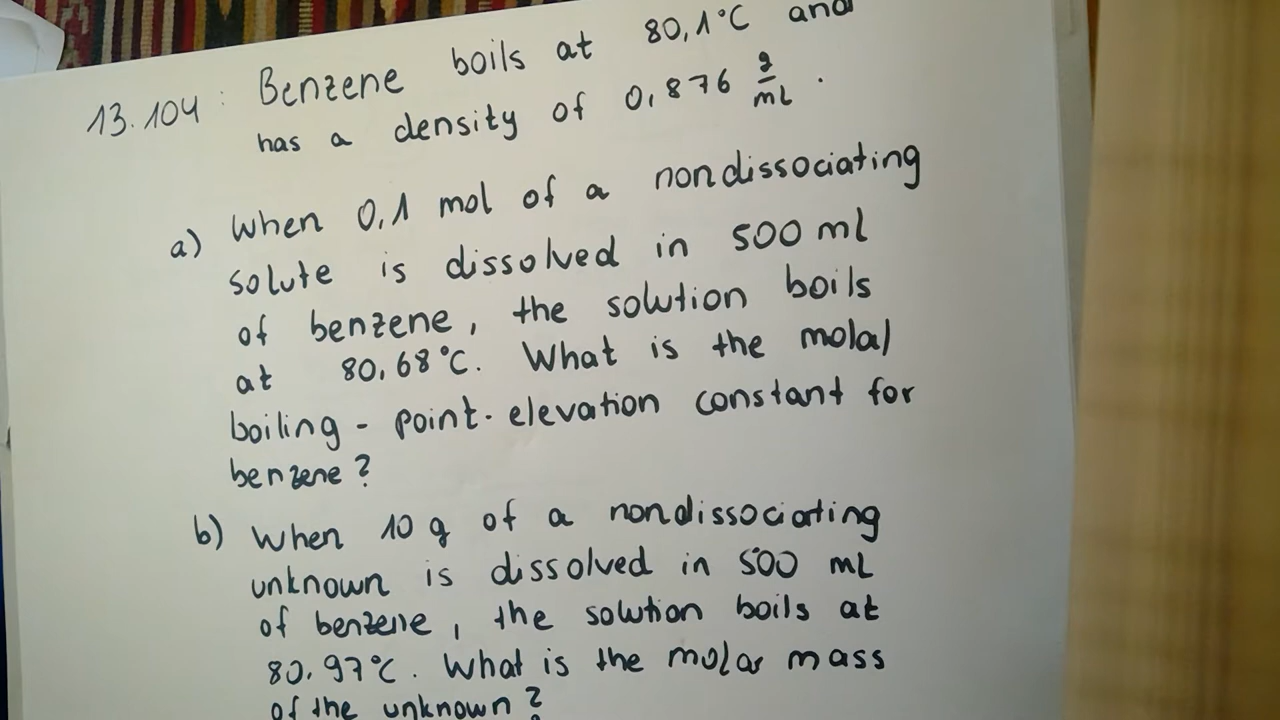 13.104: Benzene boils at 80,1°C and
has a density of 0,876 g/mL.
a) When 0,1 mol of a nondissociating
solute is dissolved in 500 ml
of benzene, the solution boils
at 80,68°C. What is the molal
boiling-point-elevation constant for
benzene?
b) When 10 g of a nondissociating
unknown is dissolved in 500 mL
of benzene, the solution boils at
80,97°C. What is the molar mass
of the unknown?